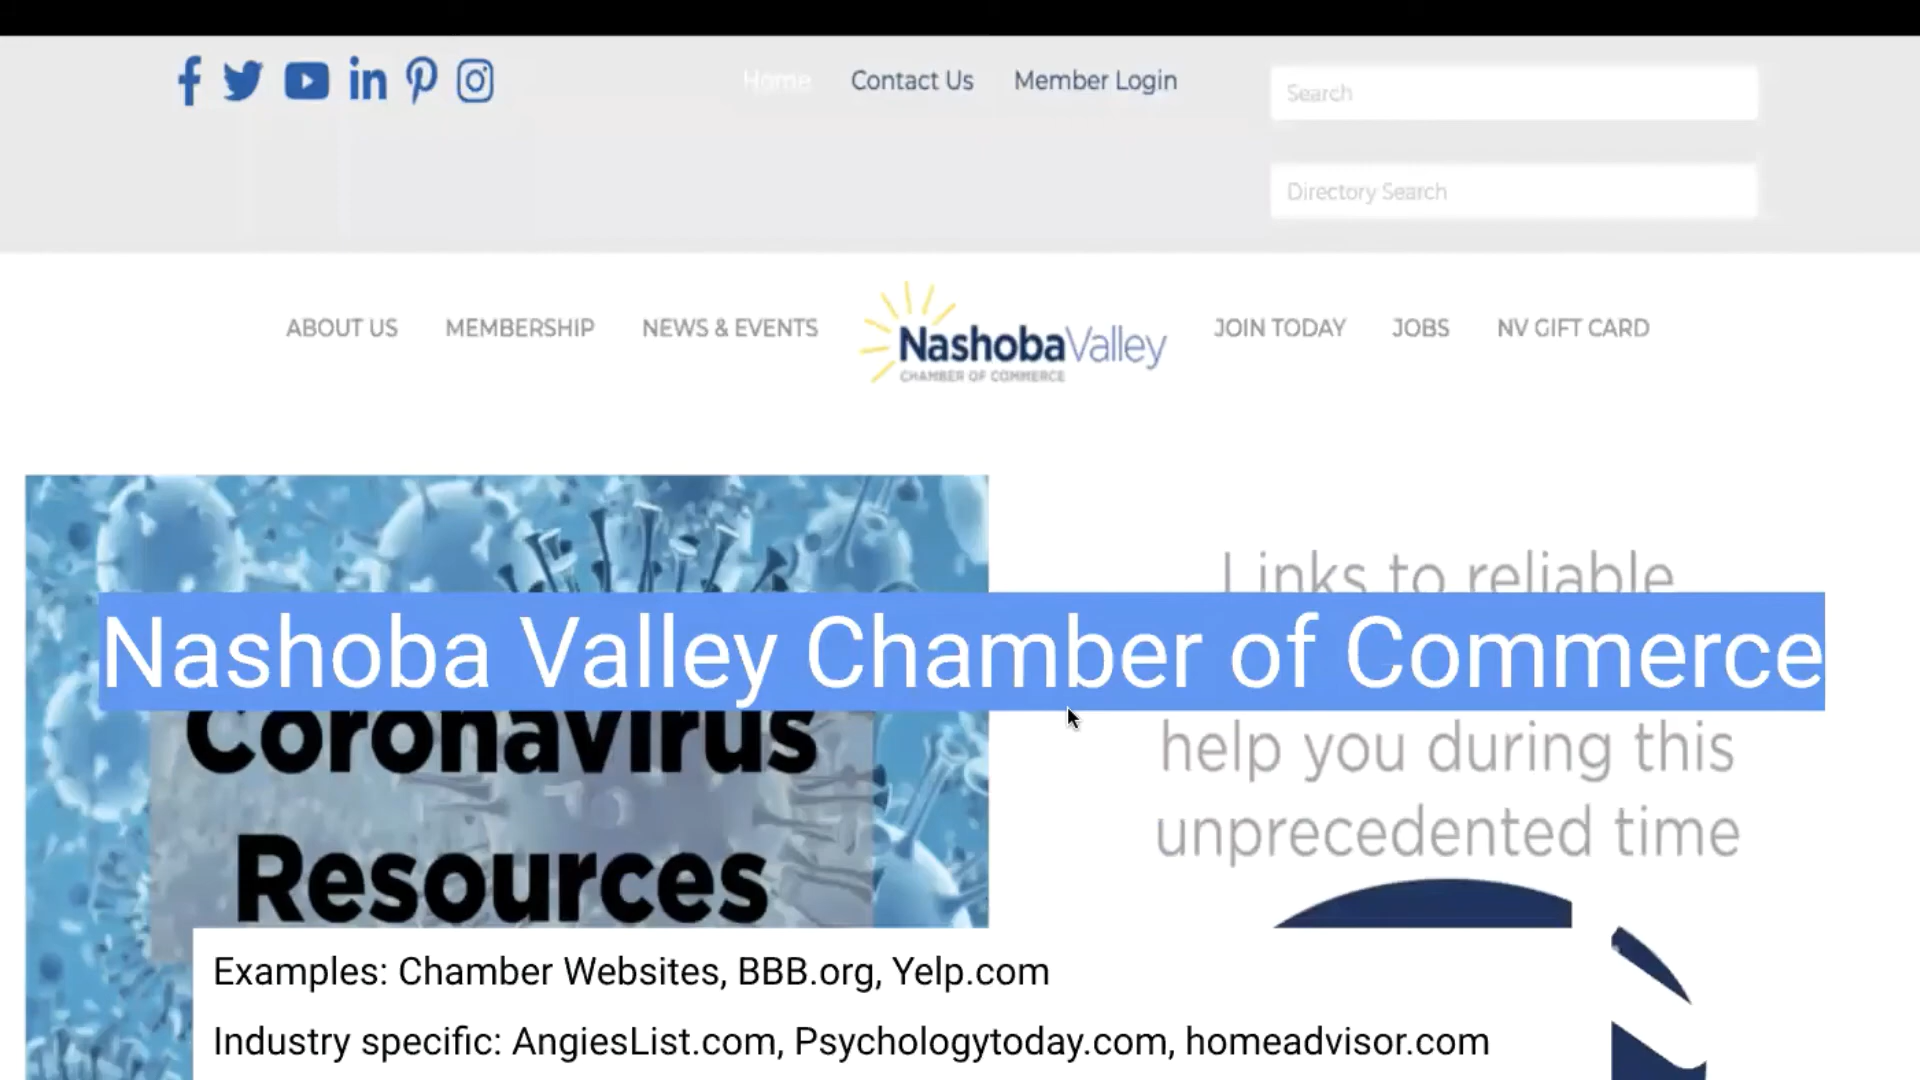 Home Contact Us Member Login
Search
Directory Search
ABOUT US MEMBERSHIP NEWS & EVENTS
NashobaValley
CHAMBER OF COMMERCE
JOIN TODAY JOBS NV GIFT CARD
Links to reliable
Nashoba Valley Chamber of Commerce
Coronavirus
Resources
help you during this
unprecedented time
Examples: Chamber Websites, BBB.org, Yelp.com
Industry specific: AngiesList.com, Psychologytoday.com, homeadvisor.com